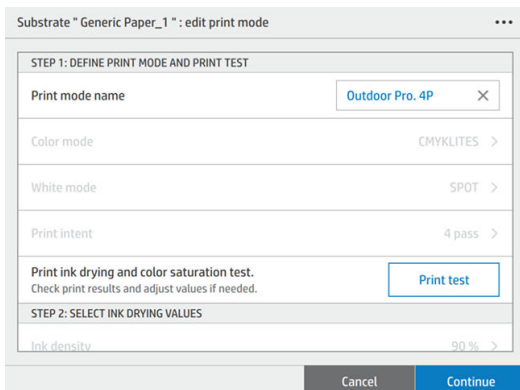 Substrate " Generic Paper_1 " : edit print mode
STEP 1: DEFINE PRINT MODE AND PRINT TEST
Print mode name Outdoor Pro. 4P
Color mode CMYKLITES
White mode SPOT
Print intent 4 pass
Print ink drying and color saturation test.
Check print results and adjust values if needed.
Print test
STEP 2: SELECT INK DRYING VALUES
Ink density 90 %
Cancel Continue